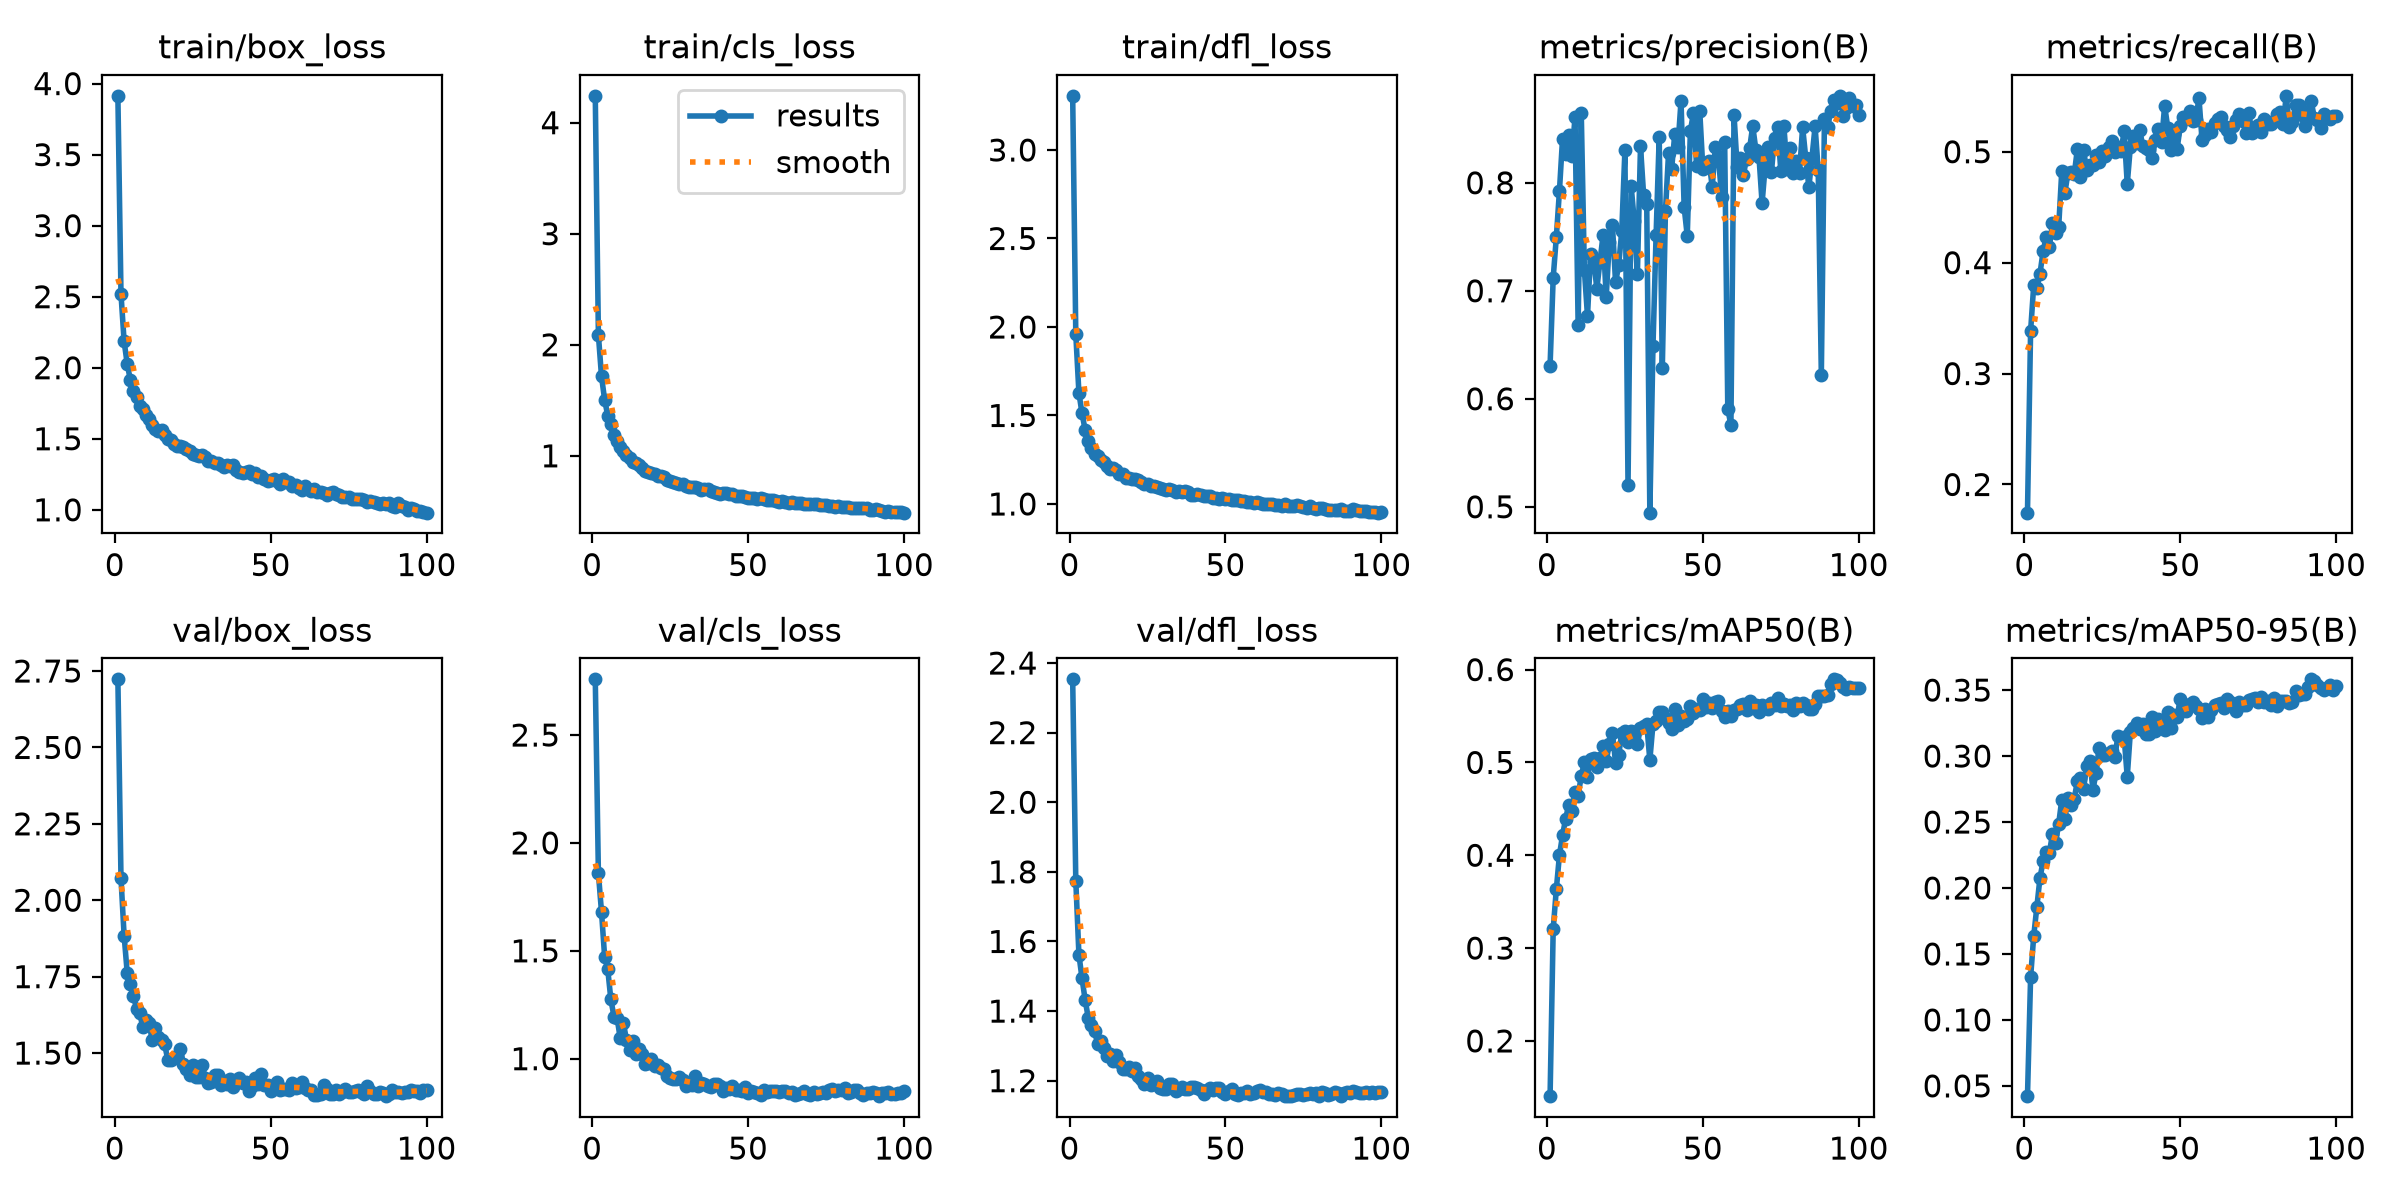 train/box_loss
4.0
3.5
3.0
2.5
2.0
1.5
1.0
0 50 100
train/cls_loss
results
smooth
4
3
2
1
0 50 100
train/dfl_loss
3.0
2.5
2.0
1.5
1.0
0 50 100
metrics/precision(B)
0.8
0.7
0.6
0.5
0 50 100
metrics/recall(B)
0.5
0.4
0.3
0.2
0 50 100
val/box_loss
2.75
2.50
2.25
2.00
1.75
1.50
0 50 100
val/cls_loss
2.5
2.0
1.5
1.0
0 50 100
val/dfl_loss
2.4
2.2
2.0
1.8
1.6
1.4
1.2
0 50 100
metrics/mAP50(B)
0.6
0.5
0.4
0.3
0.2
0 50 100
metrics/mAP50-95(B)
0.35
0.30
0.25
0.20
0.15
0.10
0.05
0 50 100